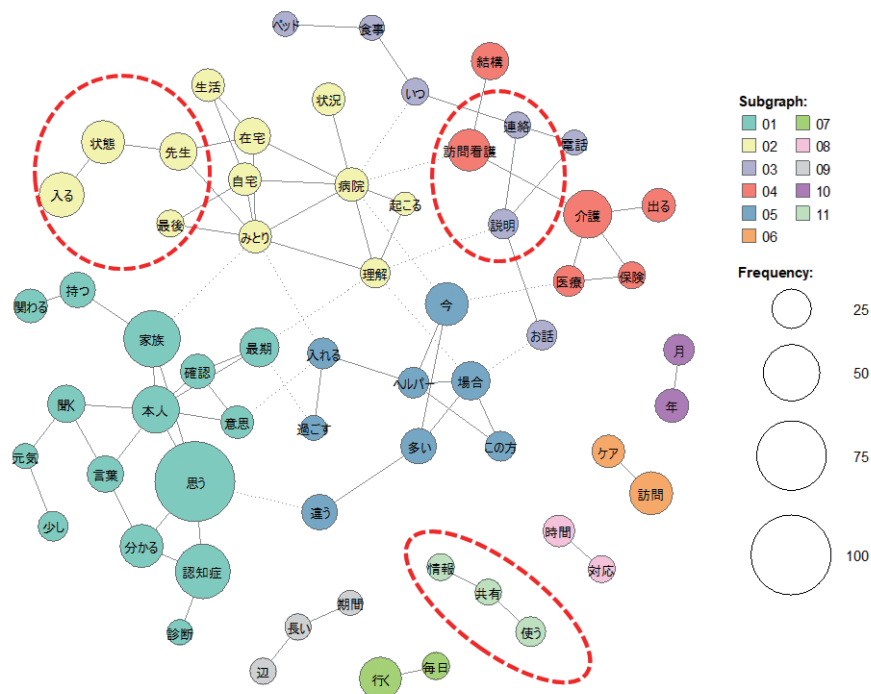 ベッド
食事
結構
生活
状況
いつ
連絡
電話
状態
先生
在宅
訪問看護
入る
自宅
病院
起こる
介護
出る
最後
みとり
説明
理解
医療
保険
関わる
持つ
今
家族
最期
入れる
お話
確認
ヘルパー
場合
聞く
本人
意思
過ごす
多い
この方
元気
言葉
思う
違う
少し
分かる
認知症
診断
月
年
ケア
訪問
時間
対応
情報
共有
使う
期間
長い
辺
行く
毎日
Subgraph:
01
02
03
04
05
06
07
08
09
10
11
Frequency:
25
50
75
100